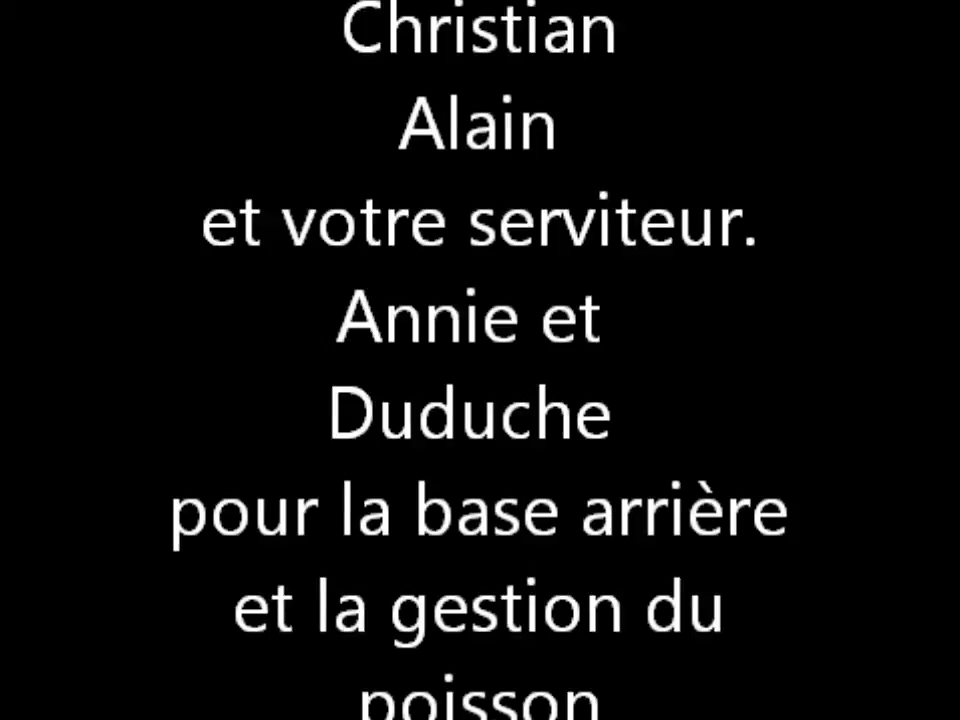 Christian
Alain
et votre serviteur.
Annie et
Duduche
pour la base arrière
et la gestion du
poisson